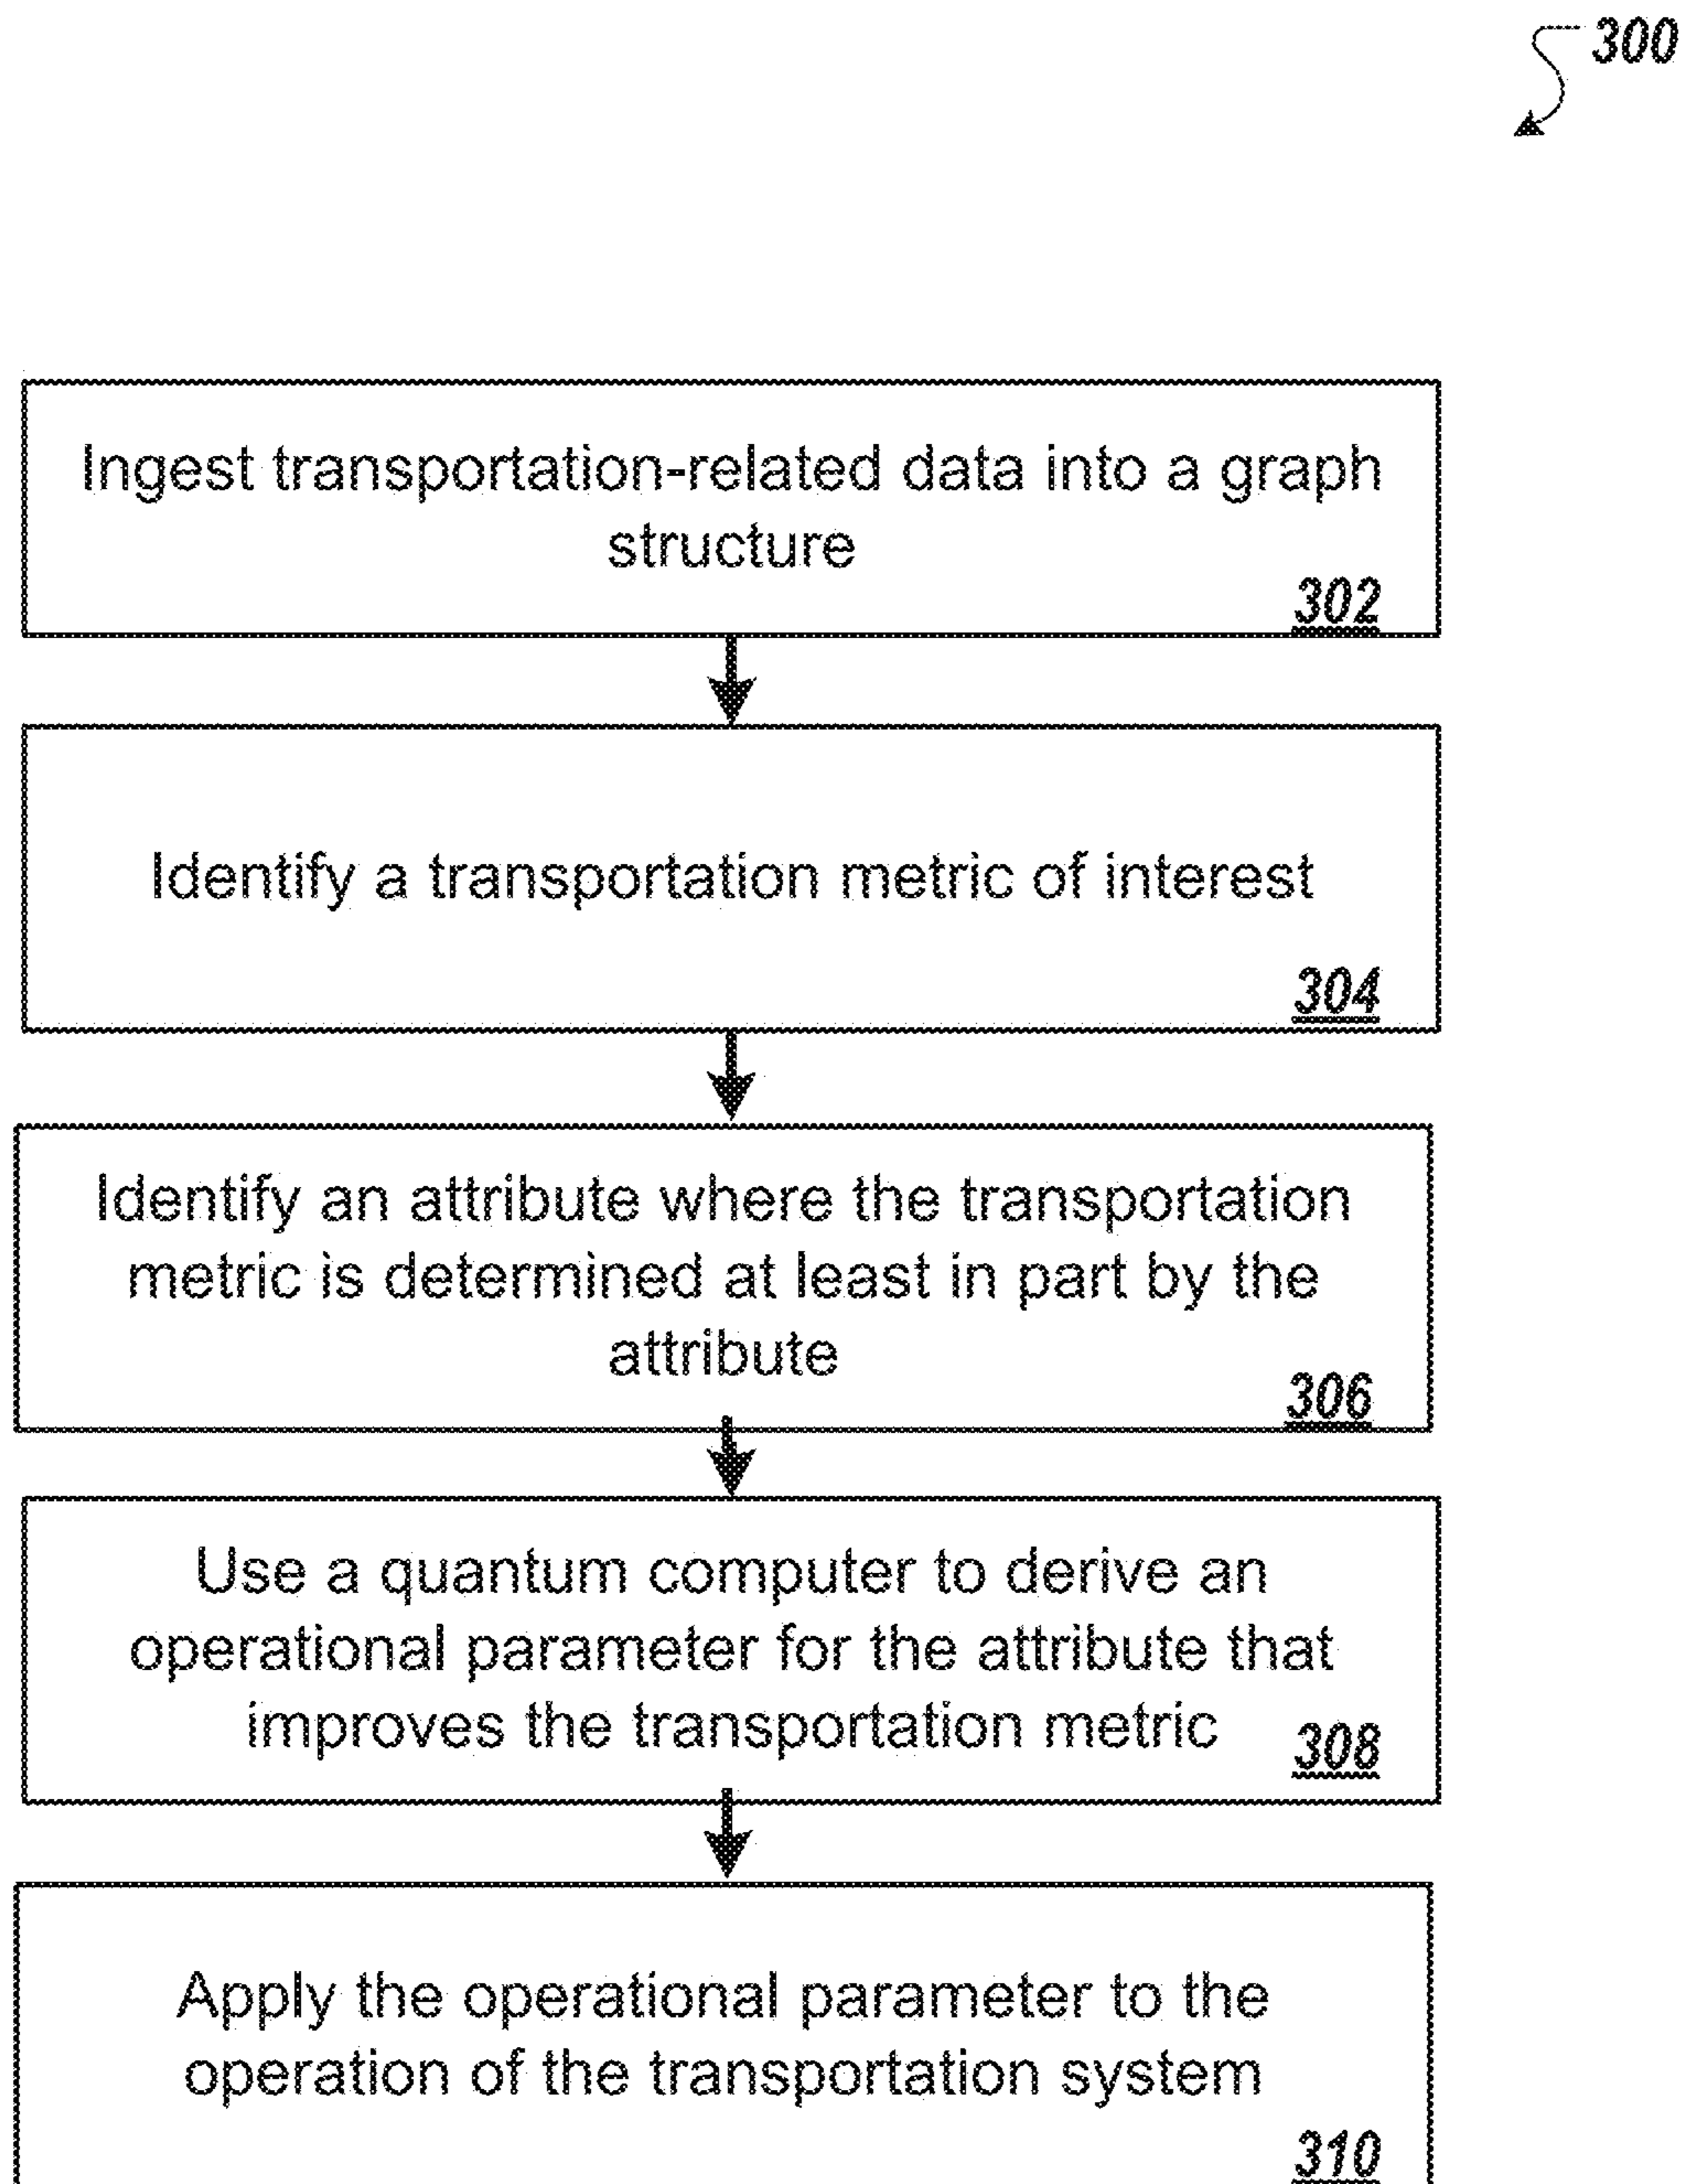 300
Ingest transportation-related data into a graph
structure
302
Identify a transportation metric of interest
304
Identify an attribute where the transportation
metric is determined at least in part by the
attribute
306
Use a quantum computer to derive an
operational parameter for the attribute that
improves the transportation metric
308
Apply the operational parameter to the
operation of the transportation system
310